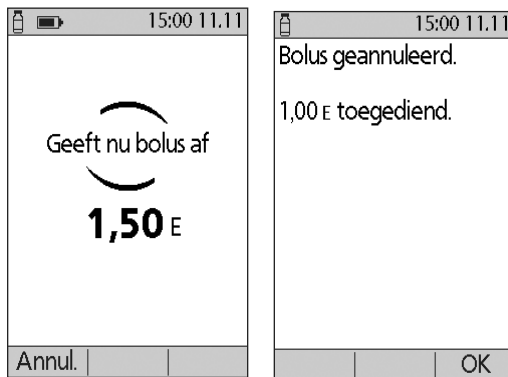 15:00 11.11
Geeft nu bolus af
1,50 E
Annul.
15:00 11.11
Bolus geannuleerd.
1,00 E toegediend.
OK